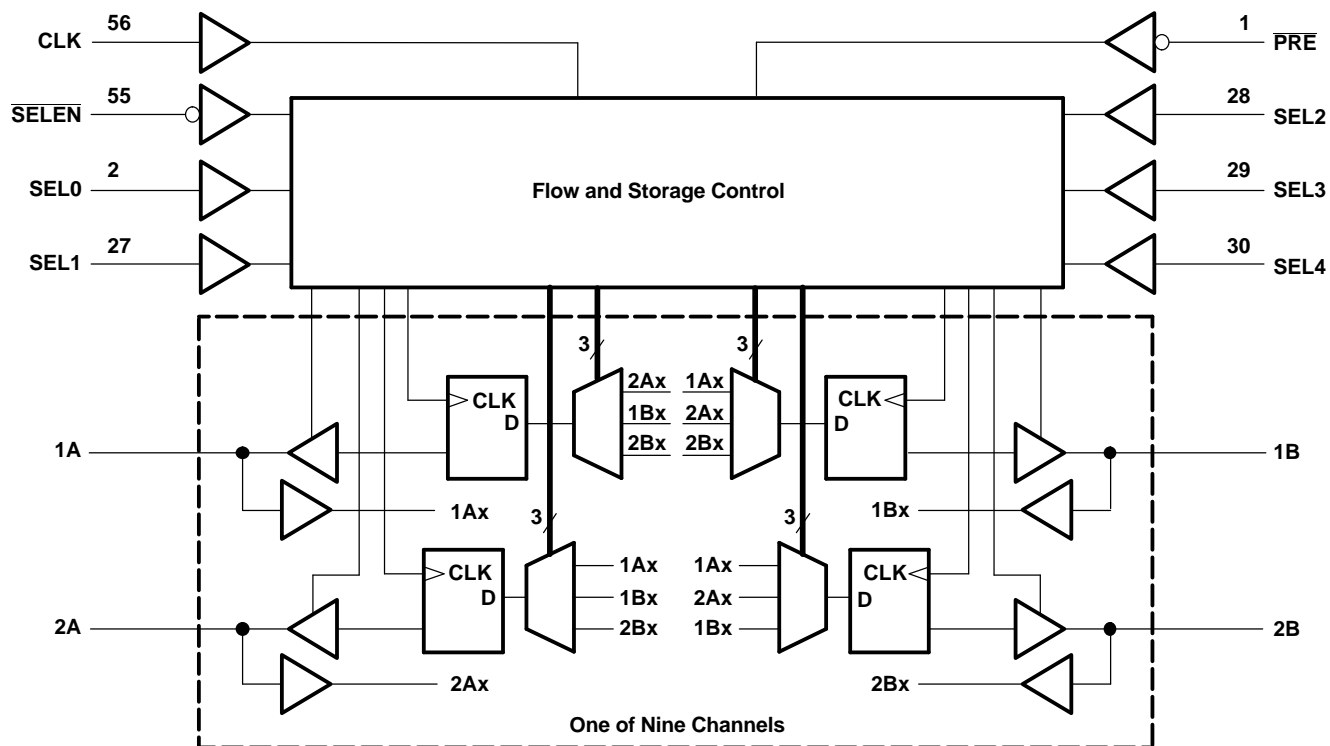 CLK 56 1 PRE
SELEN 55 28 SEL2
SEL0 2 29 SEL3
SEL1 27 30 SEL4
Flow and Storage Control
3 3
2Ax 1Ax
CLK CLK
1Bx 2Ax
D D
2Bx 2Bx
1A 1B
1Ax 1Bx
3 3
1Ax 1Ax
CLK CLK
1Bx 2Ax
D D
2Bx 1Bx
2A 2B
2Ax 2Bx
One of Nine Channels